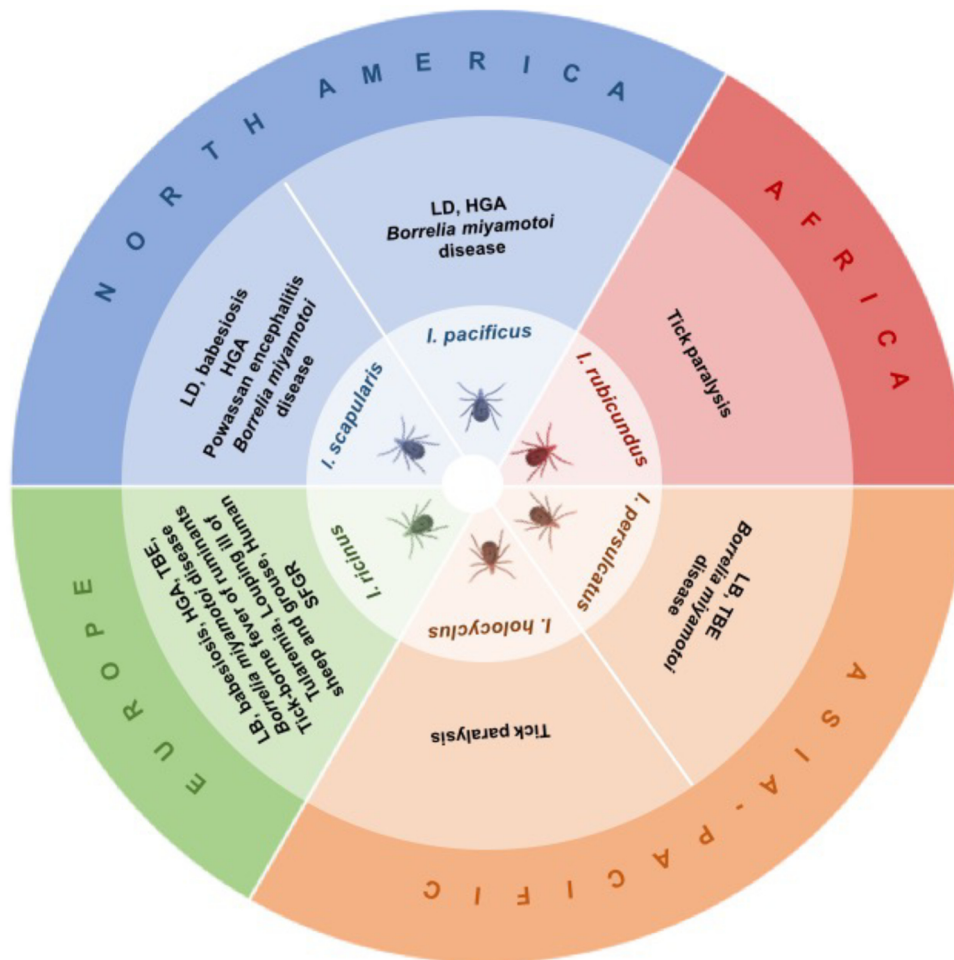 NORTH AMERICA
LD, HGA
Borrelia miyamotoi
disease
I. pacificus
LD, babesiosis
HGA
Powassan encephalitis
Borrelia miyamotoi
disease
I. scapularis
AFRICA
Tick paralysis
I. rubicundus
ASIA-PACIFIC
LB, TBE
Borrelia miyamotoi
disease
I. persulcatus
Tick paralysis
I. holocyclus
EUROPE
LB, babesiosis, HGA, TBE,
Borrelia miyamotoi disease
Tick-borne fever of ruminants
Tularemia, Louping ill of
sheep and grouse, Human
SFGR
I. ricinus